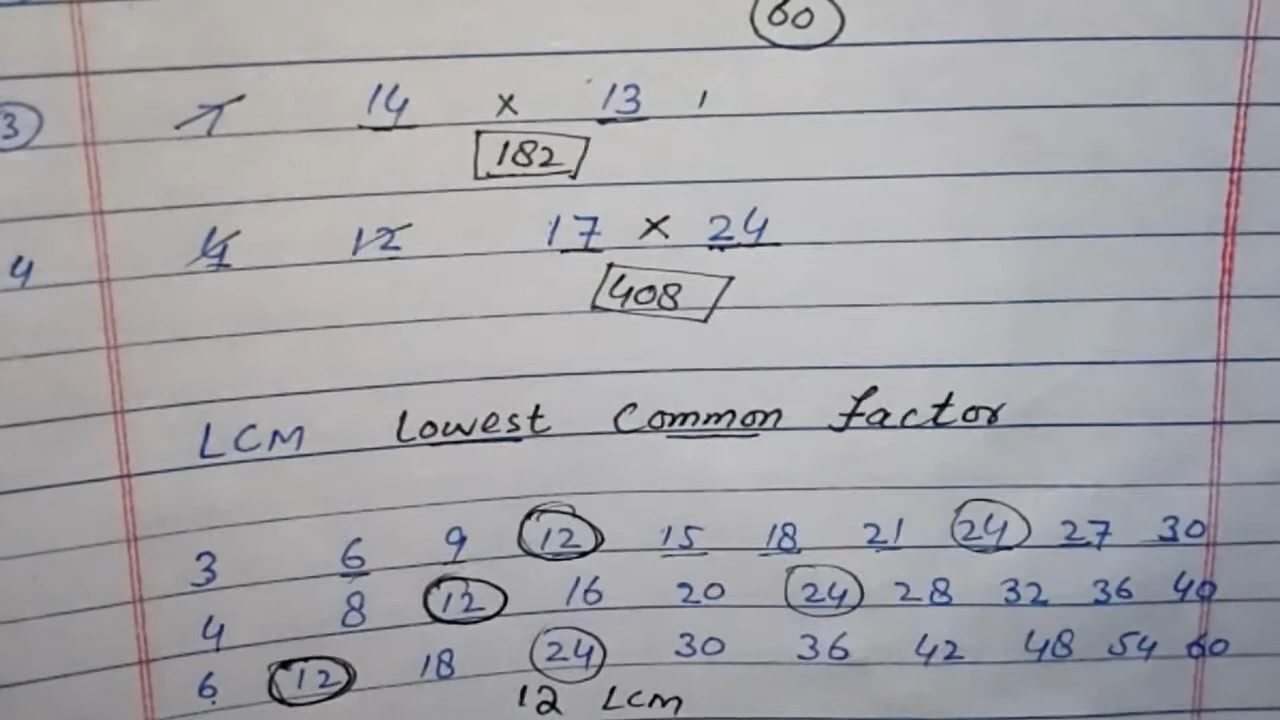 60
3 7 14 x 13
182
4 4 12 17 x 24
408
LCM Lowest Common factor
3 6 9 12 15 18 21 24 27 30
4 8 12 16 20 24 28 32 36 40
6 12 18 24 30 36 42 48 54 60
12 LCM